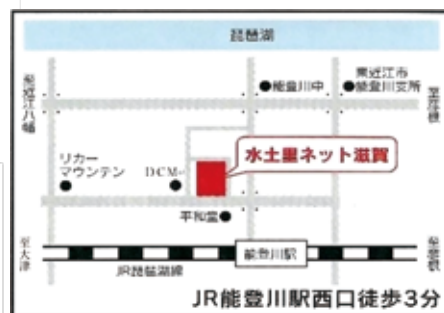 琵琶湖
至近江八幡
能登川中
東近江市
能登川支所
至彦根
リカー
マウンテン
DCM
水土里ネット滋賀
平和堂
至大津
能登川駅
至彦根
JR琵琶湖線
JR能登川駅西口徒歩3分